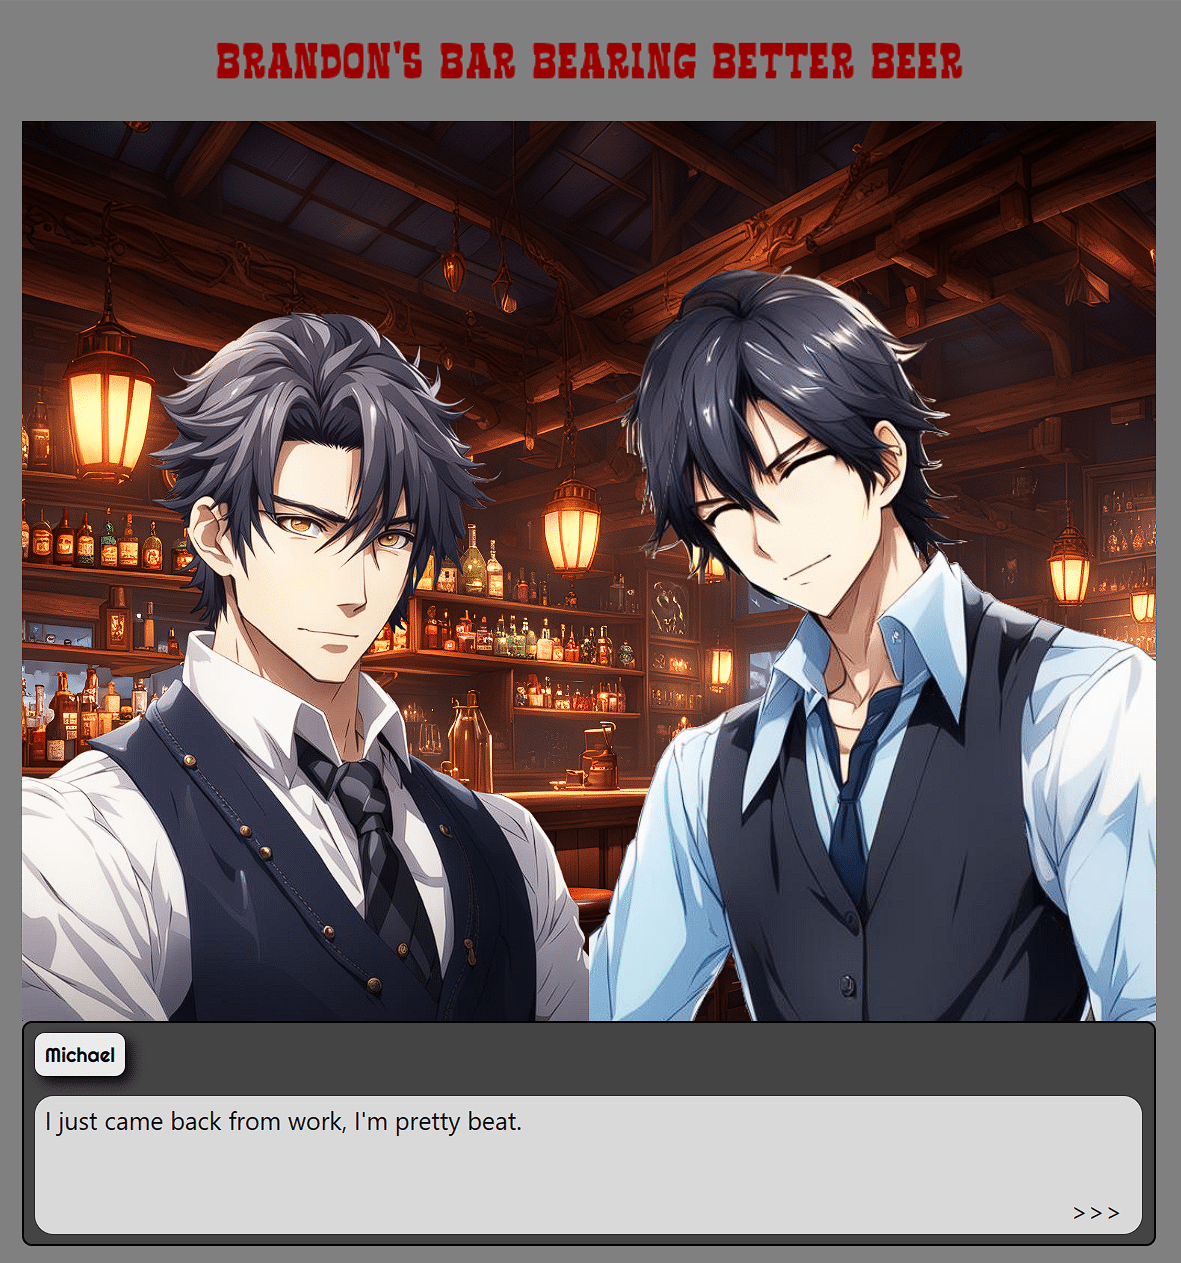 BRANDON'S BAR BEARING BETTER BEER
Michael
I just came back from work, I'm pretty beat.
>>>